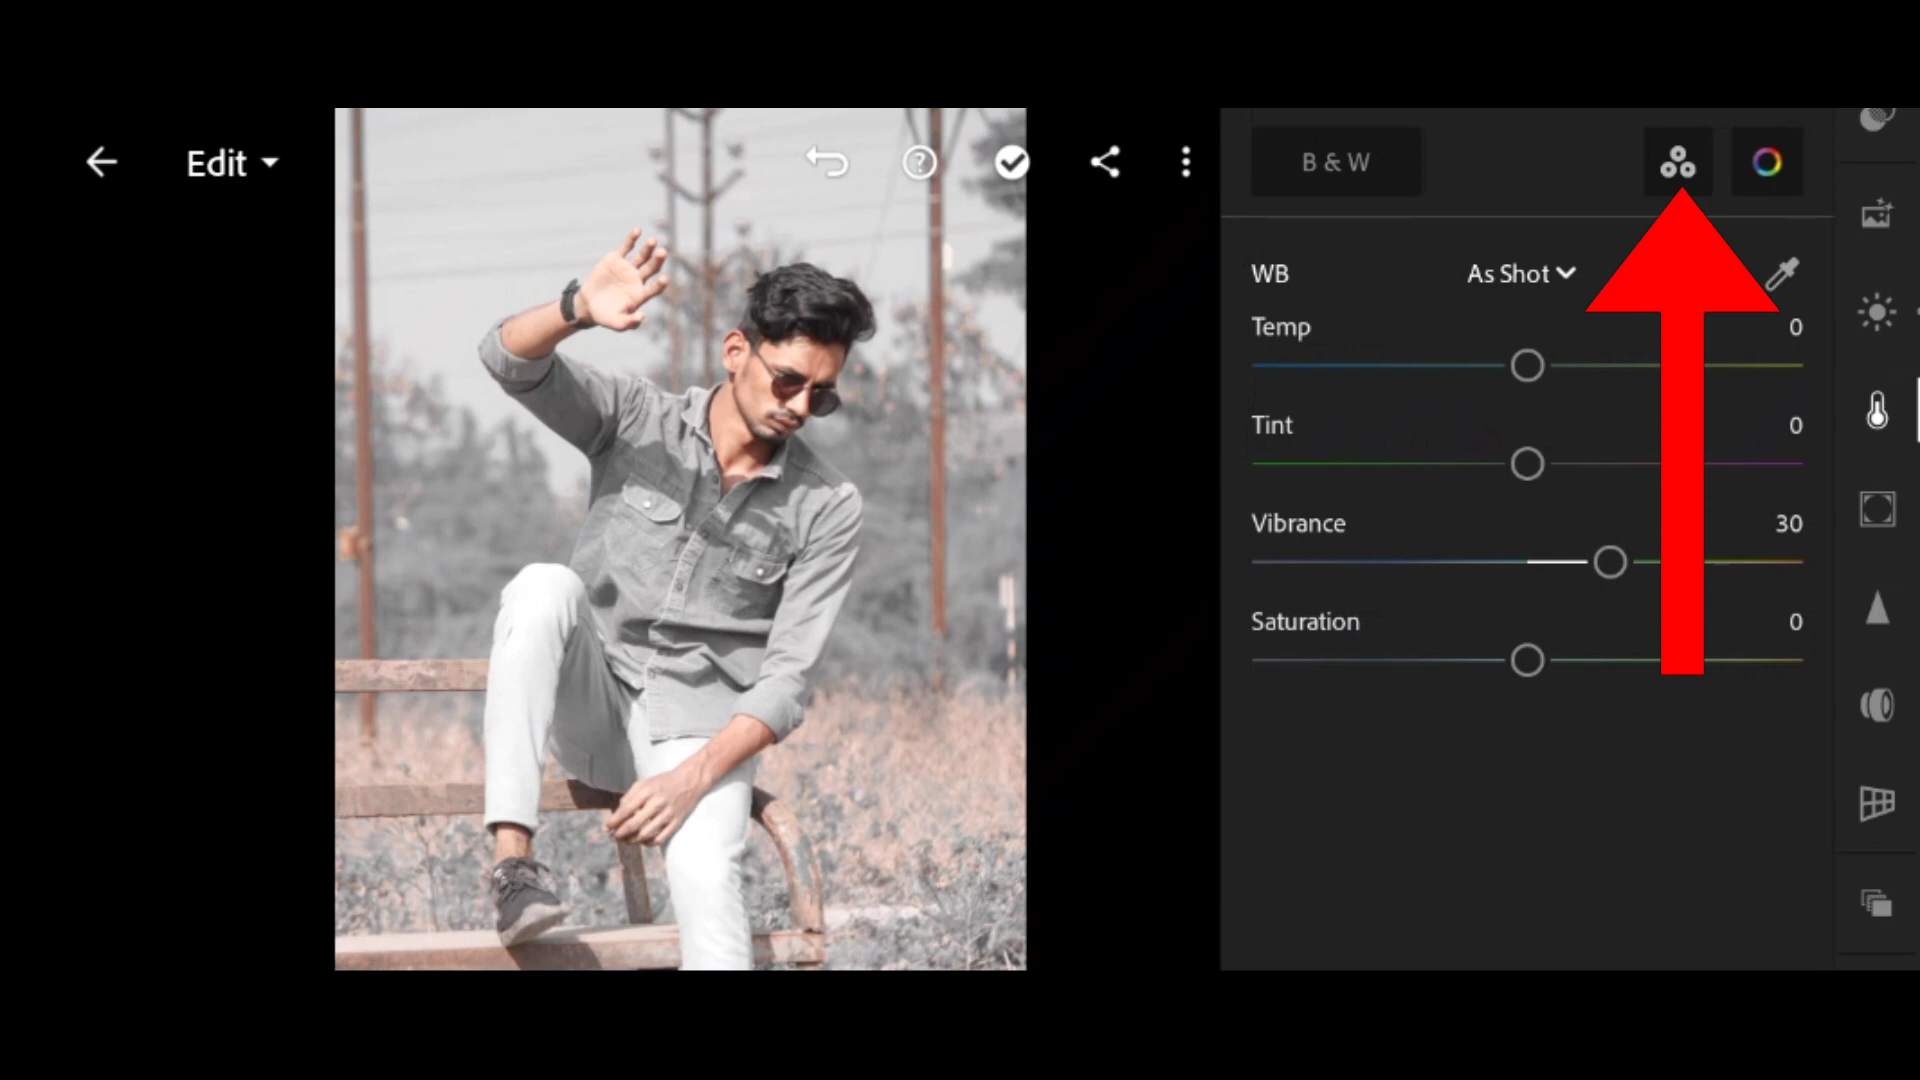 Edit
B & W
WB As Shot
Temp 0
Tint 0
Vibrance 30
Saturation 0